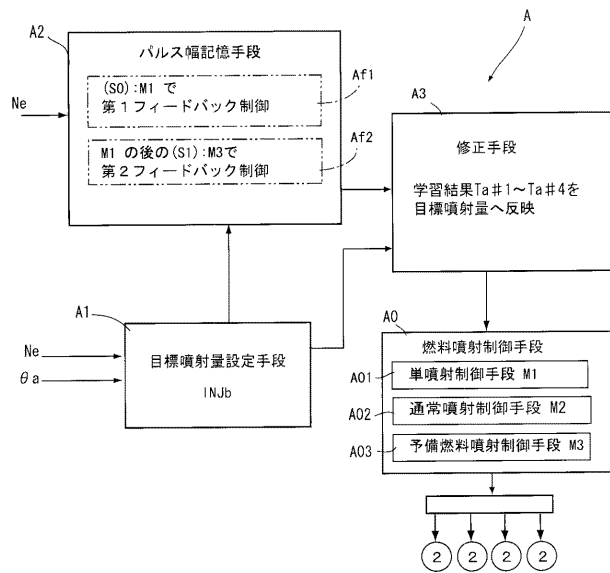 A
A2
パルス幅記憶手段
Ne
(S0):M1 で
第1フィードバック制御
Af1
M1 の後の(S1):M3で
第2フィードバック制御
Af2
A3
修正手段
学習結果Ta#1〜Ta#4を
目標噴射量へ反映
A1
Ne
θa
目標噴射量設定手段
INJb
A0
燃料噴射制御手段
A01
単噴射制御手段 M1
A02
通常噴射制御手段 M2
A03
予備燃料噴射制御手段 M3
2 2 2 2